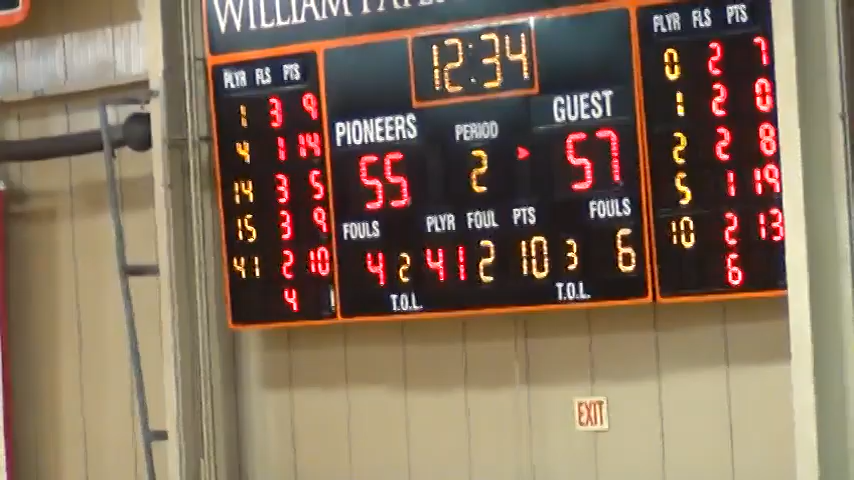 WILLIAM
PLYR FLS PTS
1 3 9
4 1 14
14 3 5
15 3 9
41 2 10
4
12:34
PIONEERS
55
PERIOD
2
GUEST
57
FOULS
4
2
T.O.L.
PLYR FOUL PTS
41 2 10
FOULS
3
6
T.O.L.
PLYR FLS PTS
0 2 7
1 2 0
2 2 8
5 1 19
10 2 13
6
EXIT